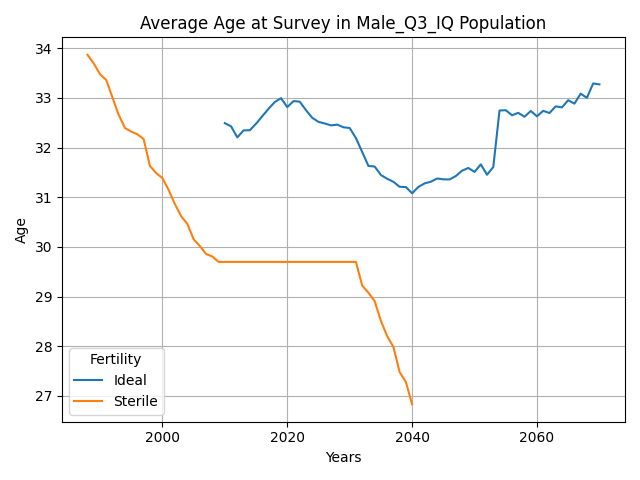 Average Age at Survey in Male_Q3_IQ Population
34
33
32
31
30
29
28
27
Age
Fertility
Ideal
Sterile
2000
2020
2040
2060
Years